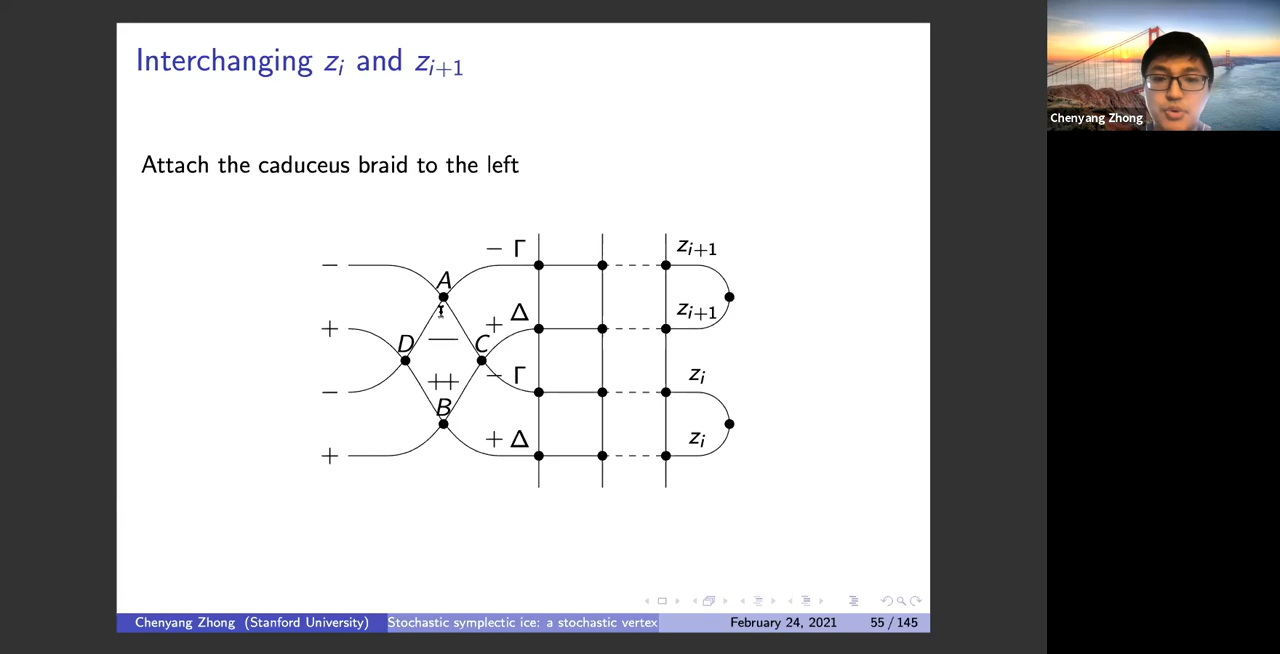 Interchanging z_i and z_{i+1}
Chenyang Zhong
Attach the caduceus braid to the left
− − Γ z_{i+1}
A
+ + Δ z_{i+1}
D − − C
− − Γ z_i
+ +
B
+ + Δ z_i
Chenyang Zhong (Stanford University) Stochastic symplectic ice: a stochastic vertex February 24, 2021 55 / 145